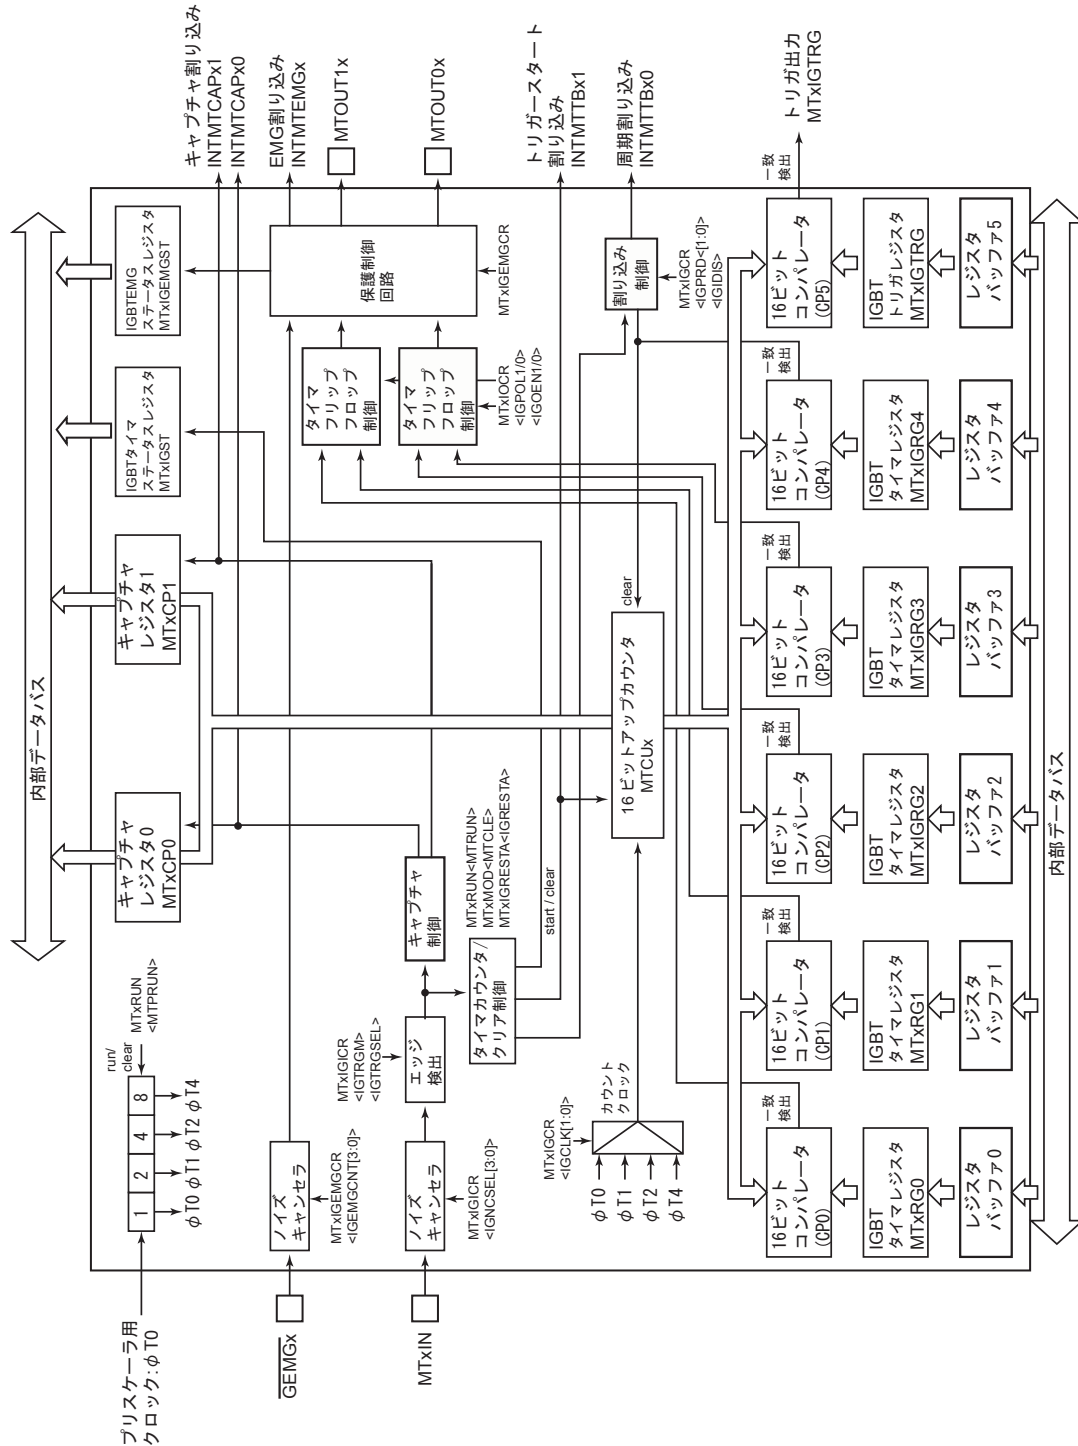 プリスケーラ用
クロック:φT0
1
2
4
8
run/
clear
MTxRUN
<MTPRUN>
φT0
φT1
φT2
φT4
内部データバス
キャプチャ
レジスタ0
MTxCP0
キャプチャ
レジスタ1
MTxCP1
IGBTタイマ
ステータスレジスタ
MTxIGST
IGBTEMG
ステータスレジスタ
MTxIGEMGST
キャプチャ割り込み
INTMTCAPx1
INTMTCAPx0
GEMGx
ノイズ
キャンセラ
MTxIGEMGCR
<IGEMGCNT[3:0]>
保護制御
回路
MTxIGEMGCR
EMG割り込み
INTMTEMGx
MTOUT1x
MTOUT0x
タイマ
フリップ
フロップ
制御
タイマ
フリップ
フロップ
制御
MTxIOCR
<IGPOL1/0>
<IGOEN1/0>
MTxIN
ノイズ
キャンセラ
MTxIGICR
<IGNCSEL[3:0]>
MTxIGICR
<IGTRGM>
<IGTRGSEL>
エッジ
検出
キャプチャ
制御
タイマカウンタ/
クリア制御
MTxRUN<MTRUN>
MTxMOD<MTCLE>
MTxIGRESTA<IGRESTA>
start / clear
トリガースタート
割り込み
INTMTTBx1
周期割り込み
INTMTTBx0
割り込み
制御
MTxIGCR
<IGPRD<[1:0]>
<IGIDIS>
MTxIGCR
<IGCLK[1:0]>
φT0
φT1
φT2
φT4
カウント
クロック
16 ビットアップカウンタ
MTCUx
clear
一致
検出
一致
検出
一致
検出
一致
検出
一致
検出
一致
検出
トリガ出力
MTxIGTRG
16ビット
コンパレータ
(CP0)
16ビット
コンパレータ
(CP1)
16ビット
コンパレータ
(CP2)
16ビット
コンパレータ
(CP3)
16ビット
コンパレータ
(CP4)
16ビット
コンパレータ
(CP5)
IGBT
タイマレジスタ
MTxRG0
IGBT
タイマレジスタ
MTxRG1
IGBT
タイマレジスタ
MTxIGRG2
IGBT
タイマレジスタ
MTxIGRG3
IGBT
タイマレジスタ
MTxIGRG4
IGBT
トリガレジスタ
MTxIGTRG
レジスタ
バッファ0
レジスタ
バッファ1
レジスタ
バッファ2
レジスタ
バッファ3
レジスタ
バッファ4
レジスタ
バッファ5
内部データバス